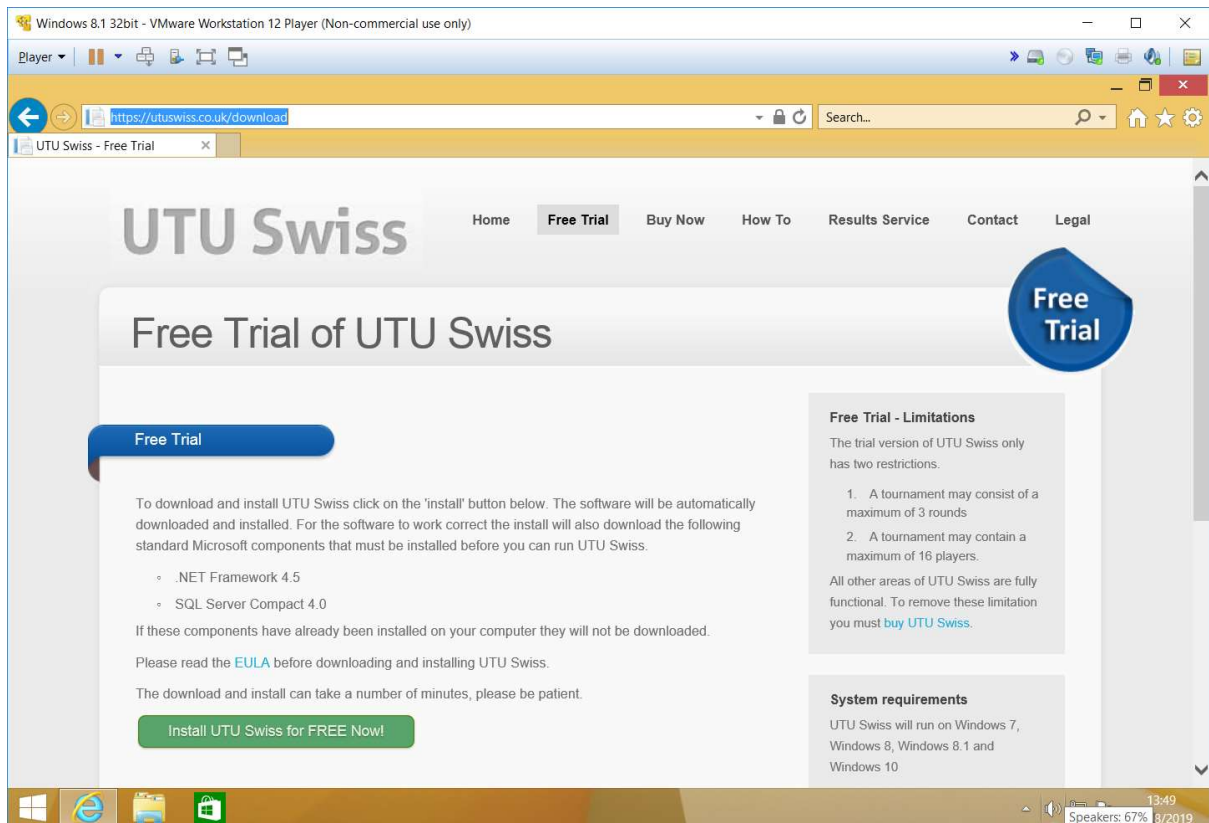 Windows 8.1 32bit - VMware Workstation 12 Player (Non-commercial use only)
Player
https://utuswiss.co.uk/download
Search...
UTU Swiss - Free Trial
UTU Swiss
Home Free Trial Buy Now How To Results Service Contact Legal
Free Trial
Free Trial of UTU Swiss
Free Trial
To download and install UTU Swiss click on the 'install' button below. The software will be automatically
downloaded and installed. For the software to work correct the install will also download the following
standard Microsoft components that must be installed before you can run UTU Swiss.
.NET Framework 4.5
SQL Server Compact 4.0
If these components have already been installed on your computer they will not be downloaded.
Please read the EULA before downloading and installing UTU Swiss.
The download and install can take a number of minutes, please be patient.
Install UTU Swiss for FREE Now!
Free Trial - Limitations
The trial version of UTU Swiss only
has two restrictions.
1. A tournament may consist of a
maximum of 3 rounds
2. A tournament may contain a
maximum of 16 players.
All other areas of UTU Swiss are fully
functional. To remove these limitation
you must buy UTU Swiss.
System requirements
UTU Swiss will run on Windows 7,
Windows 8, Windows 8.1 and
Windows 10
13:49
Speakers: 67% 8/2019